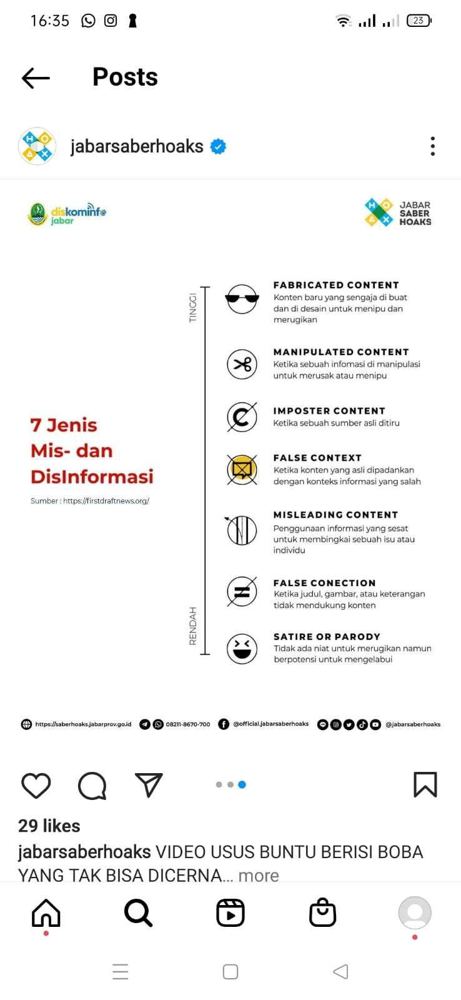 16:35
23
Posts
jabarsaberhoaks
diskominfo
jabar
H O A X
JABAR
SABER
HOAKS
TINGGI
FABRICATED CONTENT
Konten baru yang sengaja di buat
dan di desain untuk menipu dan
merugikan
MANIPULATED CONTENT
Ketika sebuah infomasi di manipulasi
untuk merusak atau menipu
IMPOSTER CONTENT
Ketika sebuah sumber asli ditiru
7 Jenis
Mis- dan
DisInformasi
Sumber : https://firstdraftnews.org/
FALSE CONTEXT
Ketika konten yang asli dipadankan
dengan konteks informasi yang salah
MISLEADING CONTENT
Penggunaan informasi yang sesat
untuk membingkai sebuah isu atau
individu
FALSE CONECTION
Ketika judul, gambar, atau keterangan
tidak mendukung konten
RENDAH
SATIRE OR PARODY
Tidak ada niat untuk merugikan namun
berpotensi untuk mengelabui
https://saberhoaks.jabarprov.go.id 08211-8670-700 @official.jabarsaberhoaks @jabarsaberhoaks
29 likes
jabarsaberhoaks VIDEO USUS BUNTU BERISI BOBA
YANG TAK BISA DICERNA... more